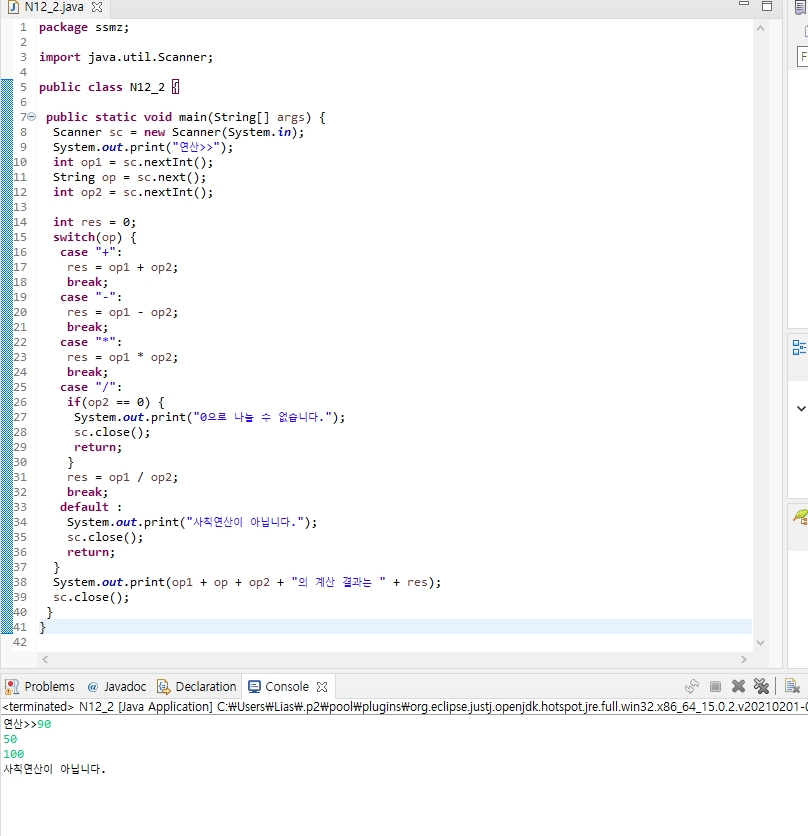 N12_2.java
1 package ssmz;
2
3 import java.util.Scanner;
4
5 public class N12_2 {
6
7 public static void main(String[] args) {
8 Scanner sc = new Scanner(System.in);
9 System.out.print("연산>>");
10 int op1 = sc.nextInt();
11 String op = sc.next();
12 int op2 = sc.nextInt();
13
14 int res = 0;
15 switch(op) {
16 case "+":
17 res = op1 + op2;
18 break;
19 case "-":
20 res = op1 - op2;
21 break;
22 case "*":
23 res = op1 * op2;
24 break;
25 case "/":
26 if(op2 == 0) {
27 System.out.print("0으로 나눌 수 없습니다.");
28 sc.close();
29 return;
30 }
31 res = op1 / op2;
32 break;
33 default :
34 System.out.print("사칙연산이 아닙니다.");
35 sc.close();
36 return;
37 }
38 System.out.print(op1 + op + op2 + "의 계산 결과는 " + res);
39 sc.close();
40 }
41 }
42
Problems @ Javadoc Declaration Console
<terminated> N12_2 [Java Application] C:₩Users₩Lias₩.p2₩pool₩plugins₩org.eclipse.justj.openjdk.hotspot.jre.full.win32.x86_64_15.0.2.v20210201-0
연산>>90
50
100
사칙연산이 아닙니다.